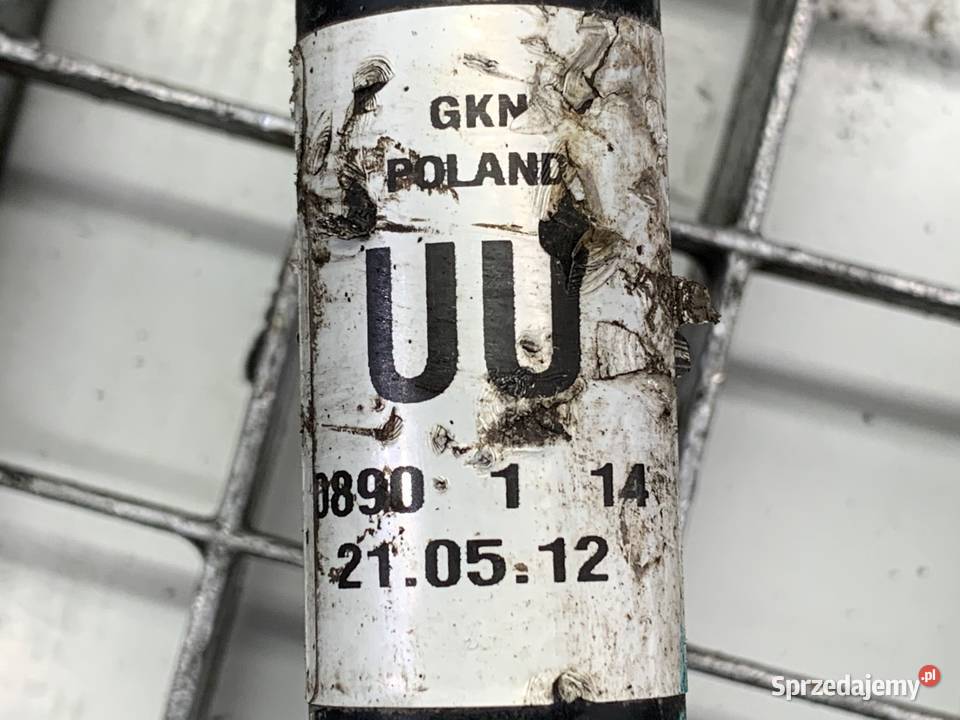 GKN
POLAND
UU
0890 1 14
21.05.12
Sprzedajemy.pl